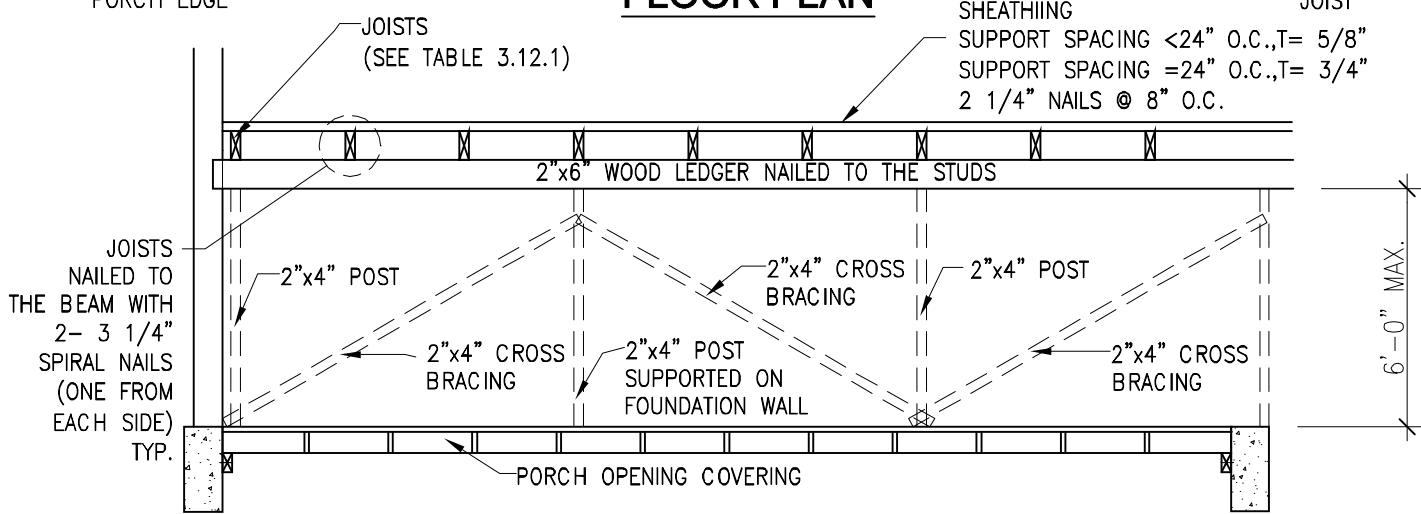 PORCH EDGE
FLOOR PLAN
SHEATHIING
JOIST
SUPPORT SPACING <24" O.C.,T= 5/8"
SUPPORT SPACING =24" O.C.,T= 3/4"
2 1/4" NAILS @ 8" O.C.
JOISTS
(SEE TABLE 3.12.1)
2"x6" WOOD LEDGER NAILED TO THE STUDS
JOISTS
NAILED TO
THE BEAM WITH
2- 3 1/4"
SPIRAL NAILS
(ONE FROM
EACH SIDE)
TYP.
2"x4" POST
2"x4" CROSS
BRACING
2"x4" POST
SUPPORTED ON
FOUNDATION WALL
2"x4" CROSS
BRACING
2"x4" POST
2"x4" CROSS
BRACING
6'-0" MAX.
PORCH OPENING COVERING